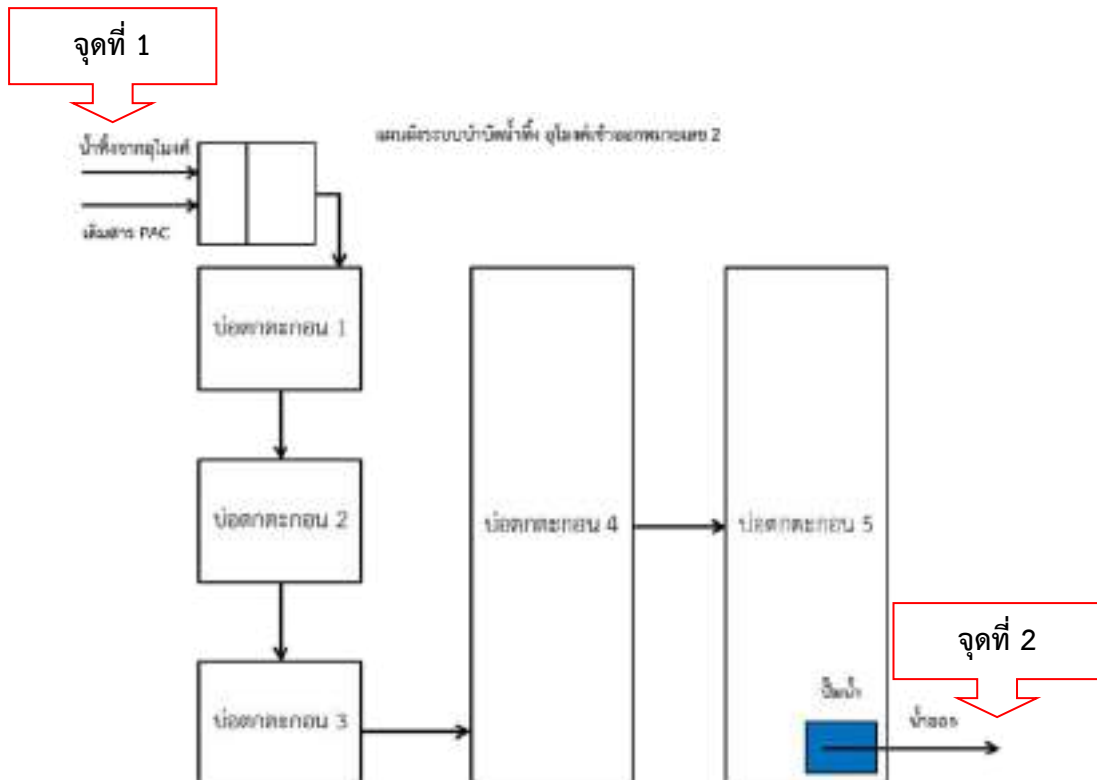 จุดที่ 1
แผนผังระบบบำบัดน้ำทิ้ง อุโมงค์เข้าออกหมายเลข 2
น้ำทิ้งจากอุโมงค์
เติมสาร PAC
บ่อตกตะกอน 1
บ่อตกตะกอน 2
บ่อตกตะกอน 4
บ่อตกตะกอน 5
จุดที่ 2
ปั๊มน้ำ
บ่อตกตะกอน 3
น้ำออก